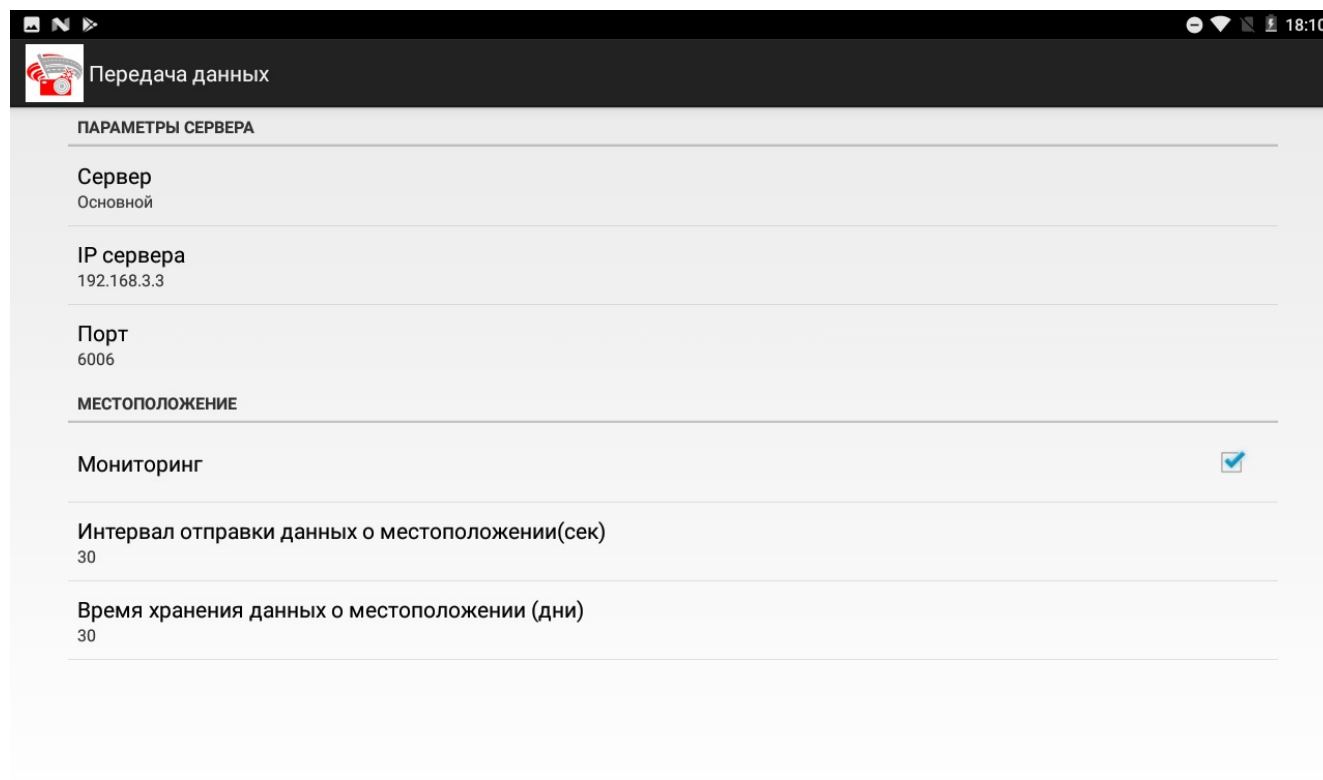 18:10
Передача данных
ПАРАМЕТРЫ СЕРВЕРА
Сервер
Основной
IP сервера
192.168.3.3
Порт
6006
МЕСТОПОЛОЖЕНИЕ
Мониторинг
Интервал отправки данных о местоположении(сек)
30
Время хранения данных о местоположении (дни)
30